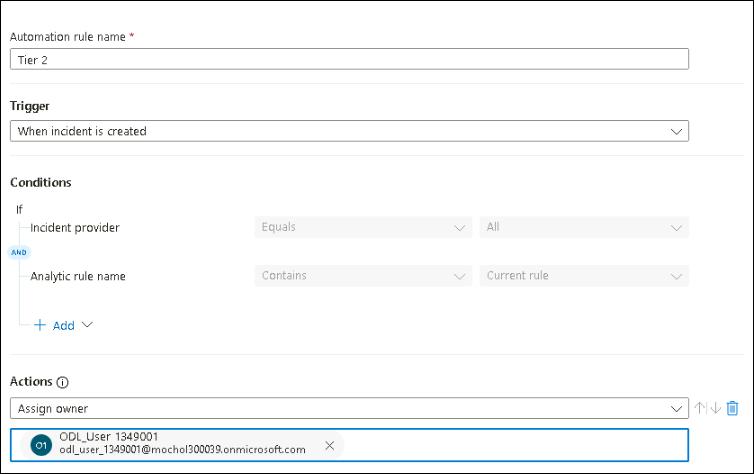 Automation rule name *
Tier 2
Trigger
When incident is created
Conditions
If
Incident provider Equals All
AND
Analytic rule name Contains Current rule
+ Add
Actions
Assign owner
O1 ODL_User 1349001
odl_user_1349001@mochol300039.onmicrosoft.com